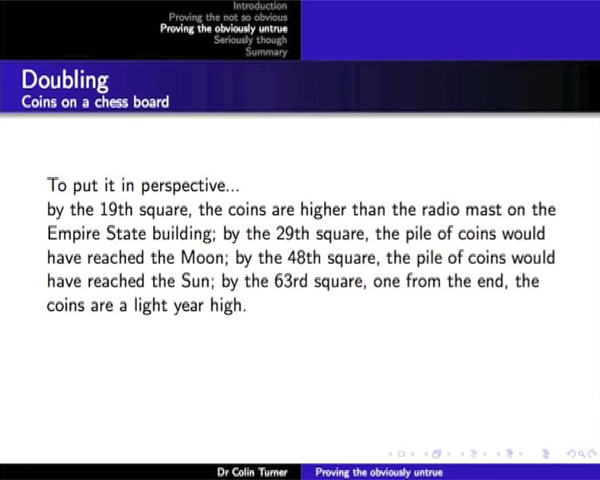 Introduction
Proving the not so obvious
Proving the obviously untrue
Seriously though
Summary
Doubling
Coins on a chess board
To put it in perspective...
by the 19th square, the coins are higher than the radio mast on the
Empire State building; by the 29th square, the pile of coins would
have reached the Moon; by the 48th square, the pile of coins would
have reached the Sun; by the 63rd square, one from the end, the
coins are a light year high.
Dr Colin Turner
Proving the obviously untrue